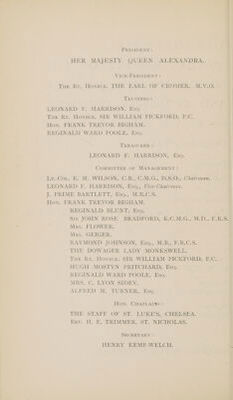 PRESIDENT:
HER MAJESTY QUEEN ALEXANDRA.
VICE-PRESIDENT:
THE RT. HONBLE. THE EARL OF CROMER, M.V.O.
TRUSTEES:
LEONARD F. HARRISON, ESQ.
THE RT. HONBLE. SIR WILLIAM PICKFORD, P.C.
HON. FRANK TREVOR BIGHAM.
REGINALD WARD POOLE, ESQ.
TREASURER:
LEONARD F. HARRISON, ESQ.
COMMITTEE OF MANAGEMENT:
LT. COL. E. M. WILSON, C.B., C.M.G., D.S.O., Chairman.
LEONARD F. HARRISON, ESQ., Vice-Chairman.
J. PRIME BARTLETT, ESQ., M.R.C.S.
HON. FRANK TREVOR BIGHAM.
REGINALD BLUNT, ESQ.
SIR JOHN ROSE BRADFORD, K.C.M.G., M.D., F.R.S.
MRS. FLOWER.
MRS. GEIGER.
RAYMOND JOHNSON, ESQ., M.B., F.R.C.S.
THE DOWAGER LADY MONKSWELL.
THE RT. HONBLE. SIR WILLIAM PICKFORD, P.C.
HUGH MOSTYN PRITCHARD, ESQ.
REGINALD WARD POOLE, ESQ.
MRS. C. LYON
ALFRED M. TURNER, ESQ.
HON. CHAPLAINS:
THE STAFF OF ST. LUKE'S, CHELSEA.
REV. H. E. TRIMMER, ST. NICHOLAS.
SECRETARY:
HENRY KEMP-WELCH.